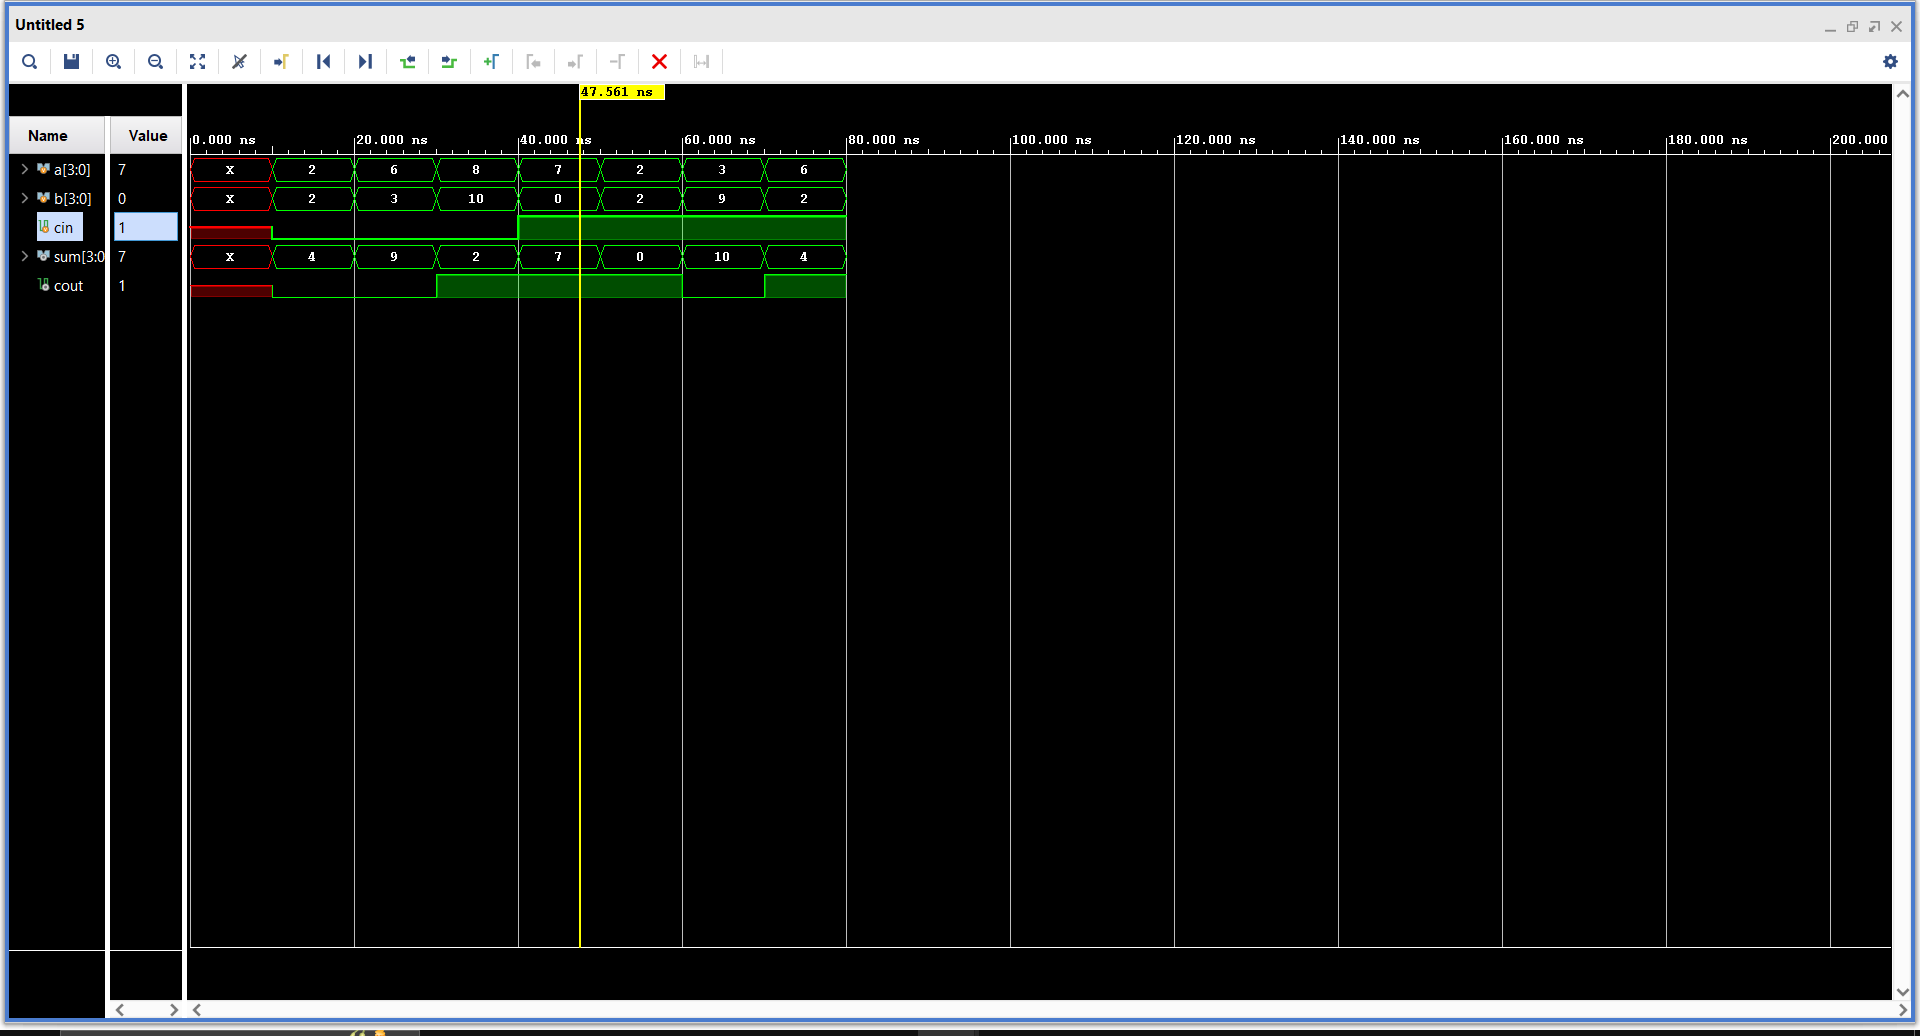 Untitled 5
47.561 ns
Name Value
0.000 ns 20.000 ns 40.000 ns 60.000 ns 80.000 ns 100.000 ns 120.000 ns 140.000 ns 160.000 ns 180.000 ns 200.000
a[3:0] 7 X 2 6 8 7 2 3 6
b[3:0] 0 X 2 3 10 0 2 9 2
cin 1
sum[3:0 7 X 4 9 2 7 0 10 4
cout 1